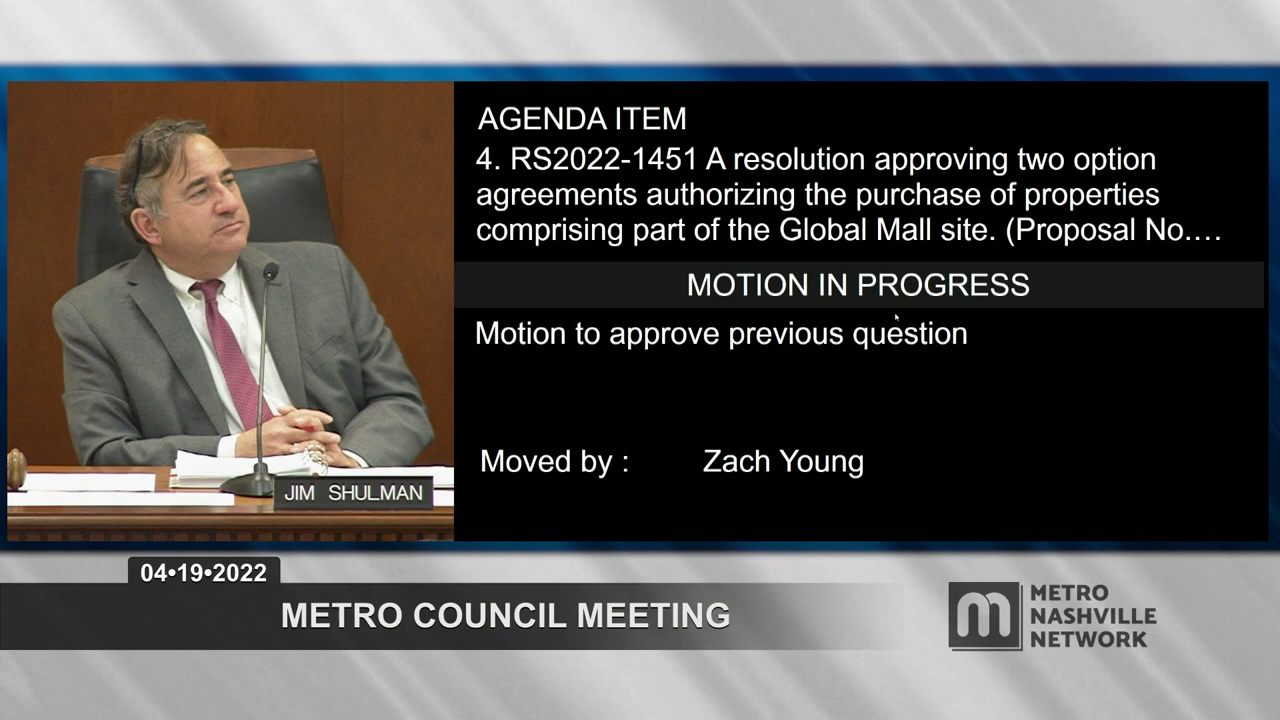 AGENDA ITEM
4. RS2022-1451 A resolution approving two option
agreements authorizing the purchase of properties
comprising part of the Global Mall site. (Proposal No....
MOTION IN PROGRESS
Motion to approve previous question
Moved by : Zach Young
JIM SHULMAN
04•19•2022
METRO COUNCIL MEETING
m
METRO
NASHVILLE
NETWORK